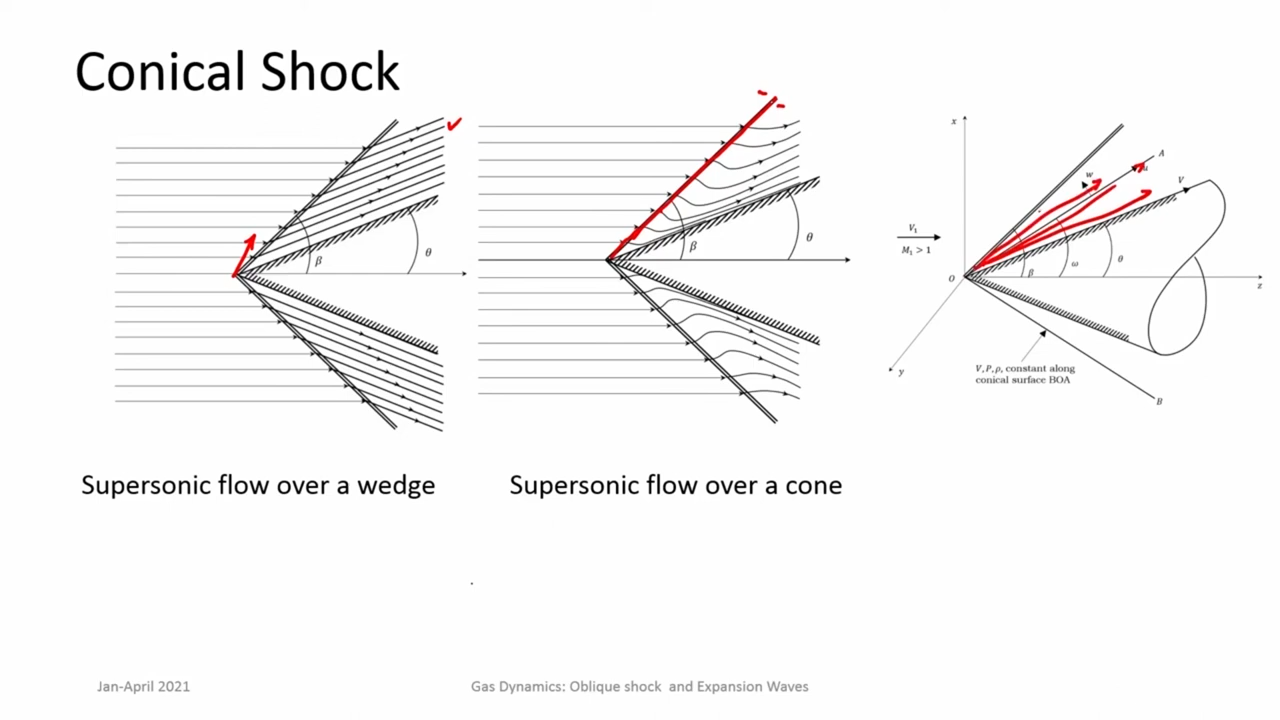 Conical Shock
β
θ
β
θ
x
A
w
u
V
V₁
M₁ > 1
O
β
ω
θ
z
y
V, P, ρ, constant along
conical surface BOA
B
Supersonic flow over a wedge
Supersonic flow over a cone
Jan-April 2021
Gas Dynamics: Oblique shock and Expansion Waves